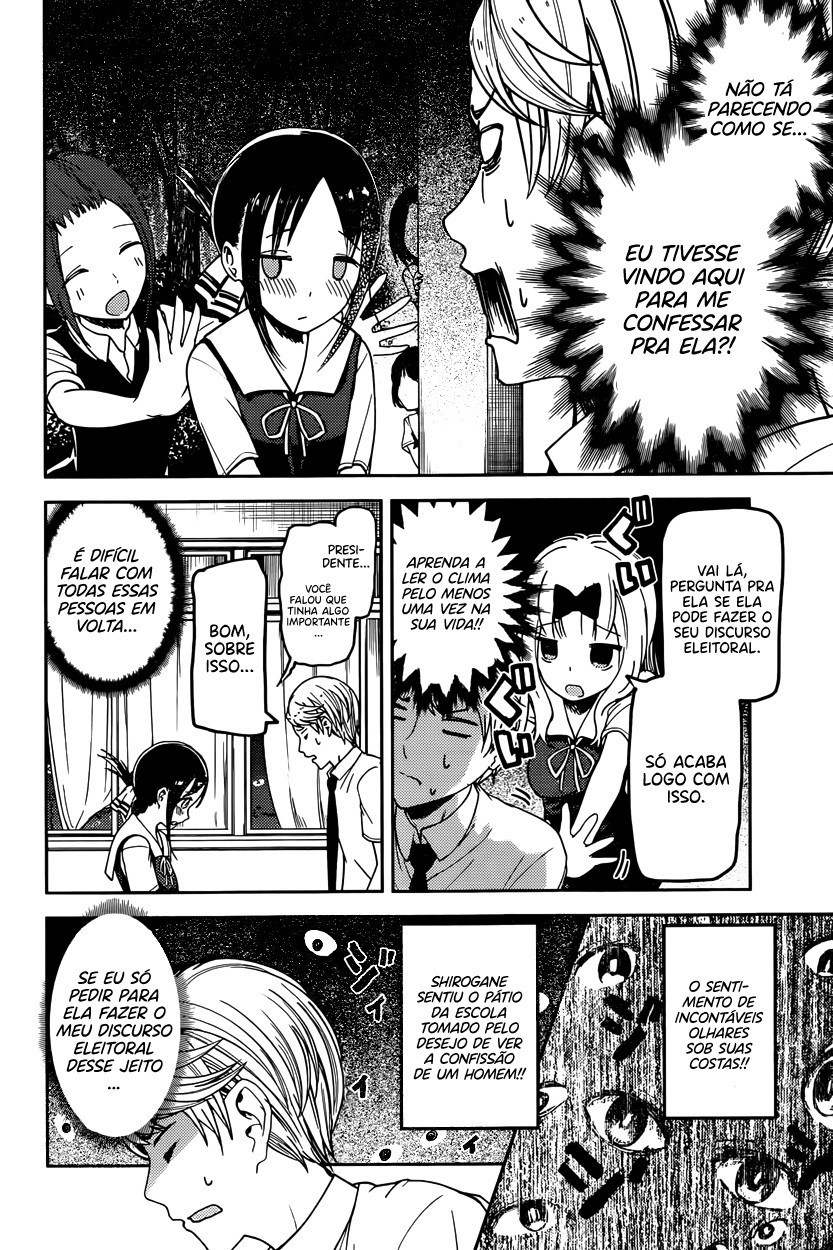 NÃO TÁ
PARECENDO
COMO SE...
EU TIVESSE
VINDO AQUI
PARA ME
CONFESSAR
PRA ELA?!
VAI LÁ,
PERGUNTA PRA
ELA SE ELA
PODE FAZER O
SEU DISCURSO
ELEITORAL.
SÓ ACABA
LOGO COM
ISSO.
APRENDA A
LER O CLIMA
PELO MENOS
UMA VEZ NA
SUA VIDA!!
PRESI-
DENTE...
VOCÊ
FALOU QUE
TINHA ALGO
IMPORTANTE
...
BOM,
SOBRE
ISSO...
É DIFÍCIL
FALAR COM
TODAS ESSAS
PESSOAS EM
VOLTA...
O SENTI-
MENTO DE
INCONTÁVEIS
OLHARES
SOB SUAS
COSTAS!!
SHIROGANE
SENTIU O PÁTIO
DA ESCOLA
TOMADO PELO
DESEJO DE VER
A CONFISSÃO
DE UM HOMEM!!
SE EU SÓ
PEDIR PARA
ELA FAZER O
MEU DISCURSO
ELEITORAL
DESSE JEITO
...